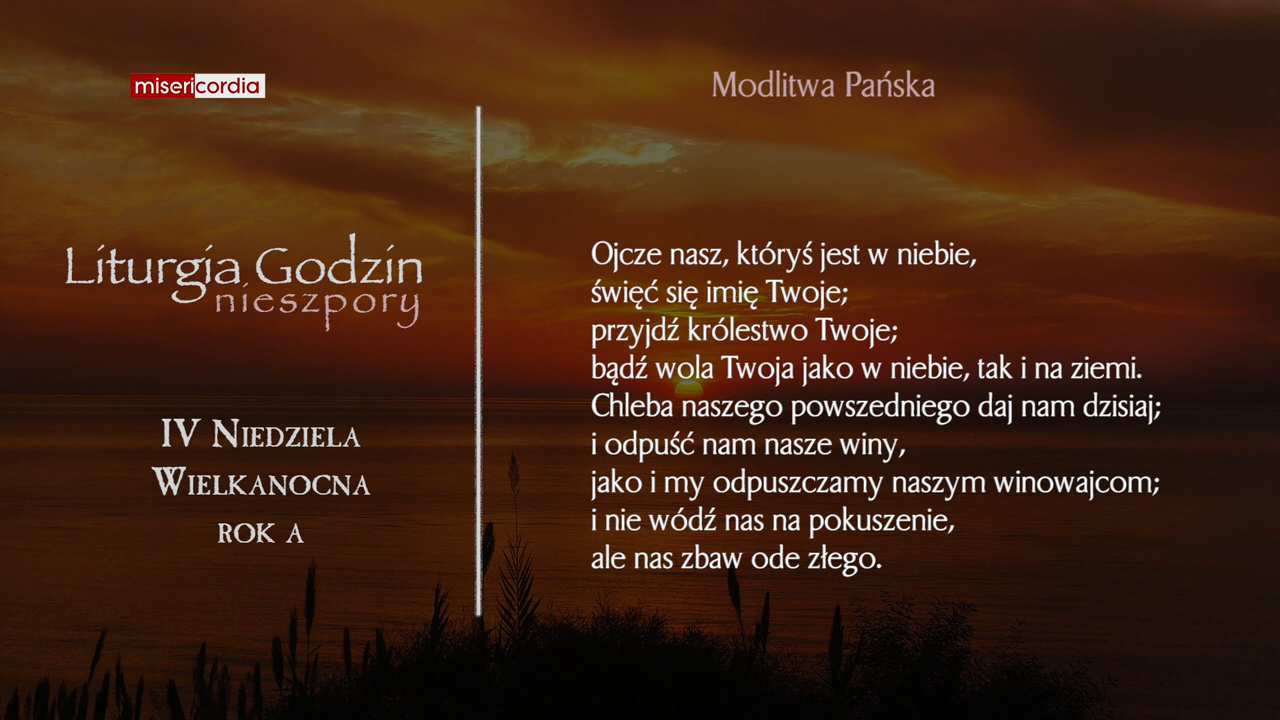 misericordia
Liturgia Godzin
nieszpory
IV Niedziela
Wielkanocna
rok a
Modlitwa Pańska
Ojcze nasz, któryś jest w niebie,
święć się imię Twoje;
przyjdź królestwo Twoje;
bądź wola Twoja jako w niebie, tak i na ziemi.
Chleba naszego powszedniego daj nam dzisiaj;
i odpuść nam nasze winy,
jako i my odpuszczamy naszym winowajcom;
i nie wódź nas na pokuszenie,
ale nas zbaw ode złego.